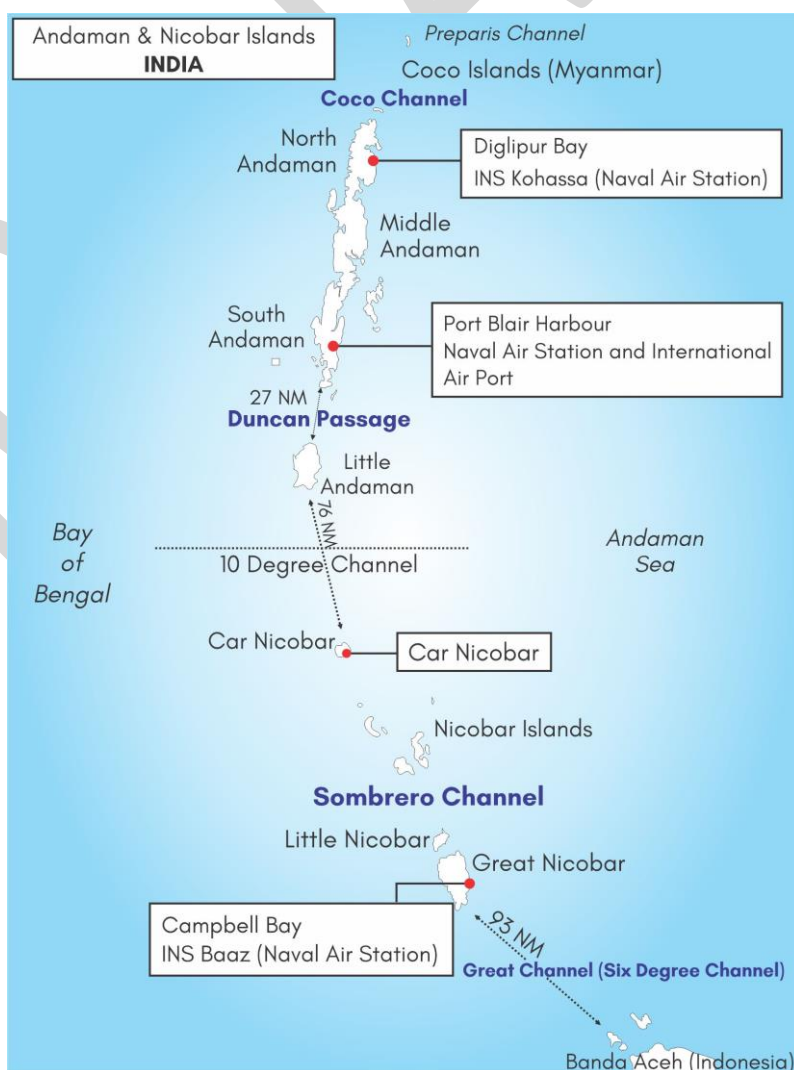 Andaman & Nicobar Islands
INDIA
Preparis Channel
Coco Islands (Myanmar)
Coco Channel
North
Andaman
Diglipur Bay
INS Kohassa (Naval Air Station)
Middle
Andaman
South
Andaman
Port Blair Harbour
Naval Air Station and International
Air Port
27 NM
Duncan Passage
Little
Andaman
76 NM
Bay
of
Bengal
Andaman
Sea
10 Degree Channel
Car Nicobar
Car Nicobar
Nicobar Islands
Sombrero Channel
Little Nicobar
Great Nicobar
Campbell Bay
INS Baaz (Naval Air Station)
93 NM
Great Channel (Six Degree Channel)
Banda Aceh (Indonesia)